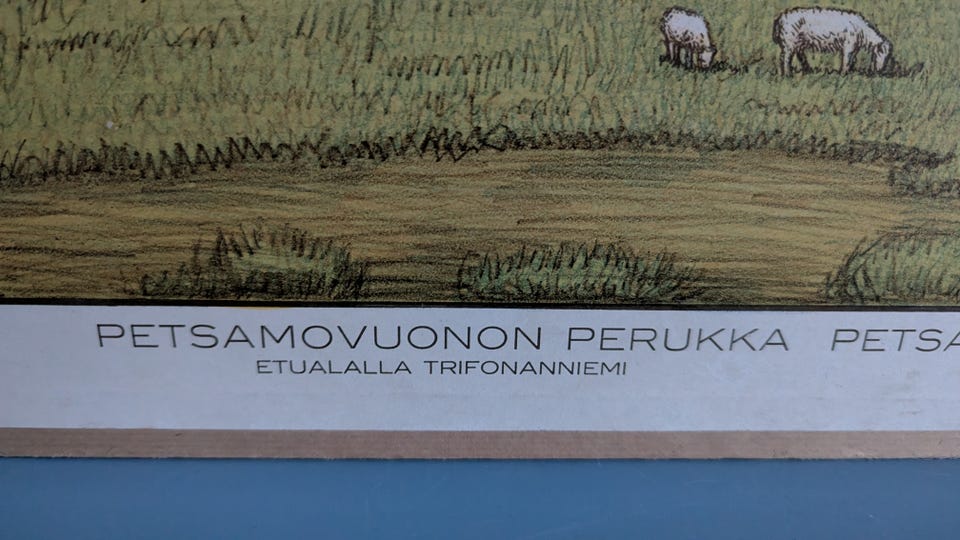 PETSAMOVUONON PERUKKA PETSA
ETUALALLA TRIFONANNIEMI